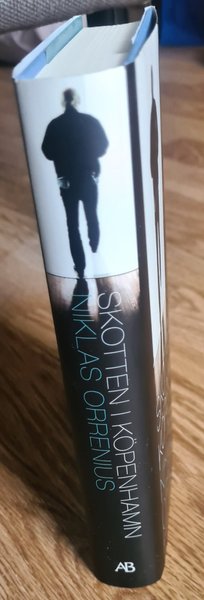 SKOTTEN I KÖPENHAMN
NIKLAS ORRENIUS
AB